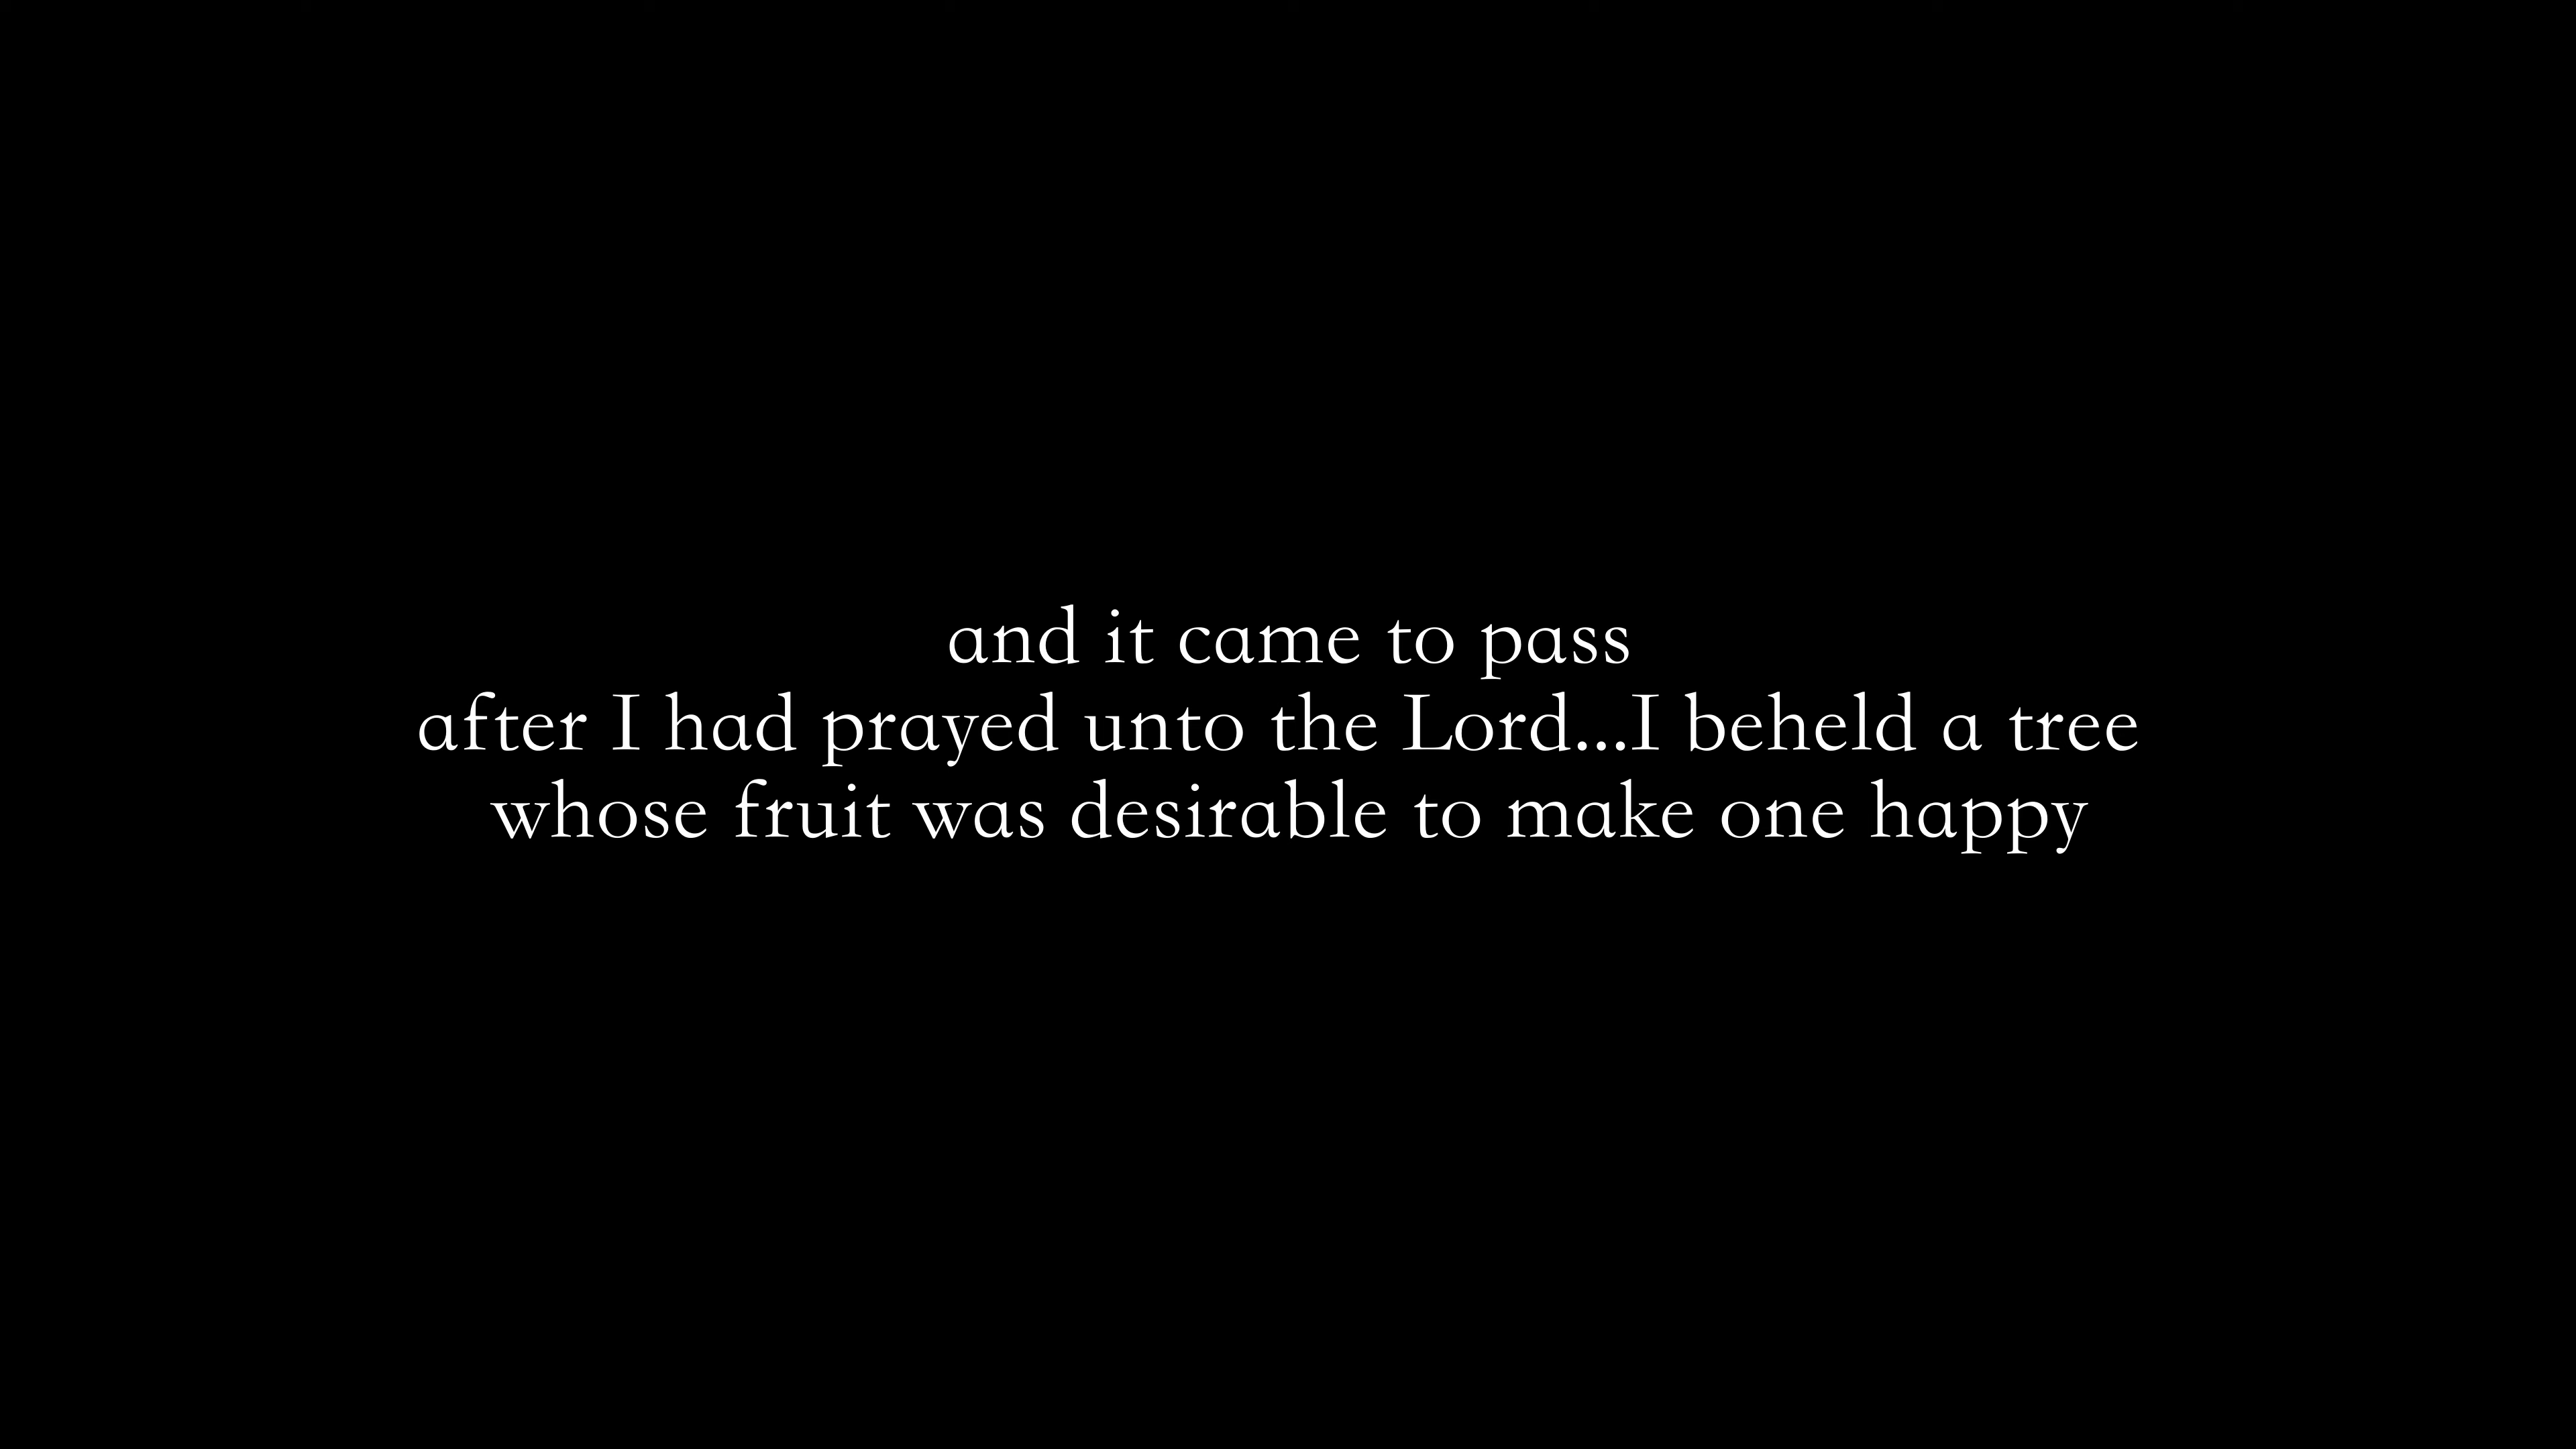 and it came to pass
after I had prayed unto the Lord...I beheld a tree
whose fruit was desirable to make one happy